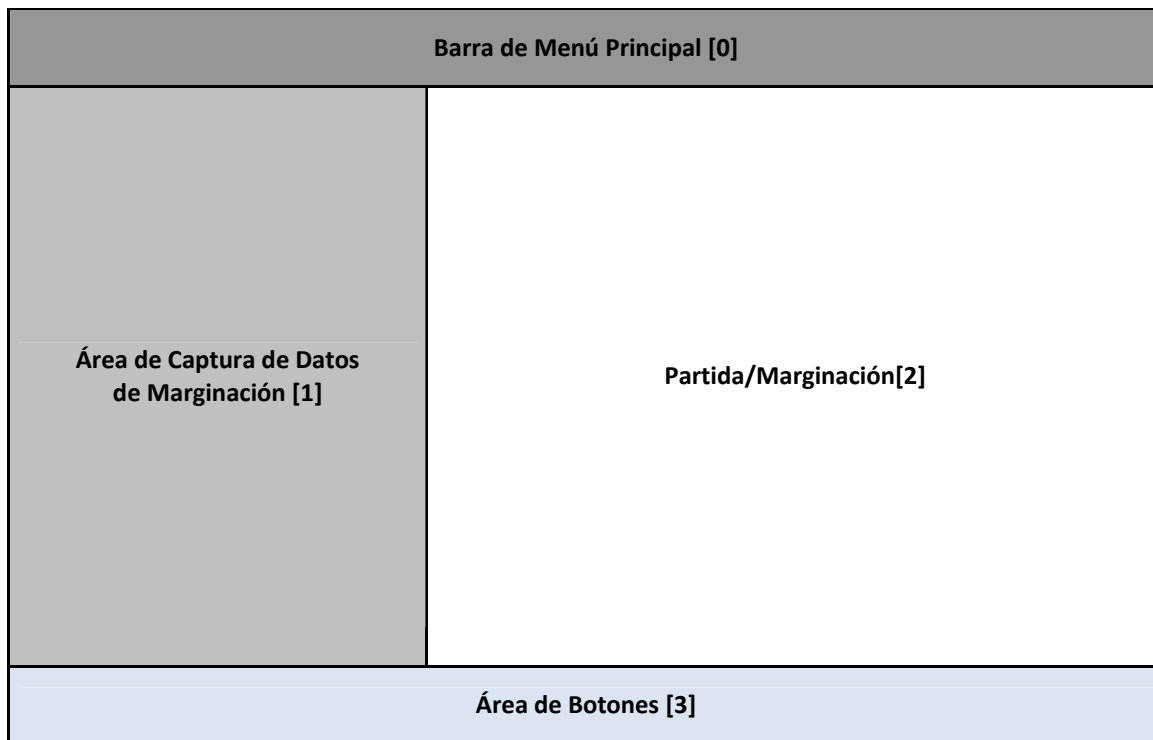 Barra de Menú Principal [0]
Área de Captura de Datos
de Marginación [1]
Partida/Marginación[2]
Área de Botones [3]